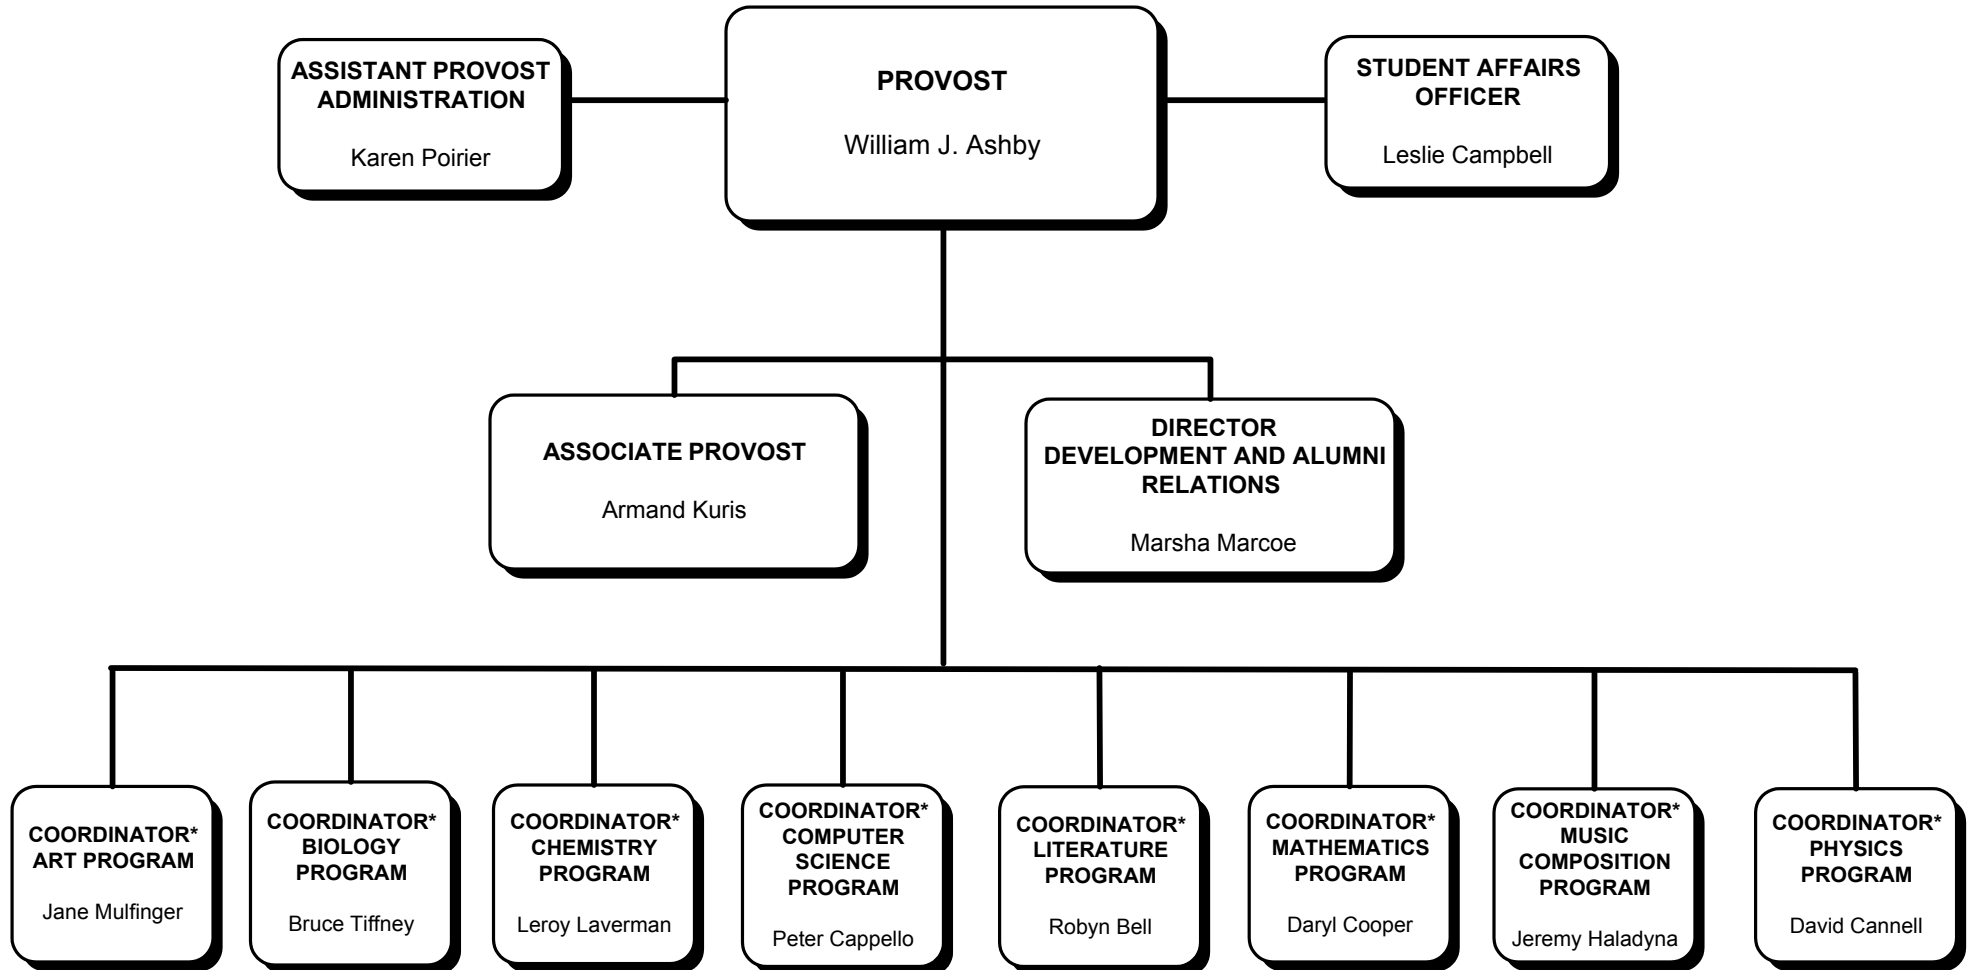 ASSISTANT PROVOST
ADMINISTRATION
Karen Poirier
PROVOST
William J. Ashby
STUDENT AFFAIRS
OFFICER
Leslie Campbell
ASSOCIATE PROVOST
Armand Kuris
DIRECTOR
DEVELOPMENT AND ALUMNI
RELATIONS
Marsha Marcoe
COORDINATOR*
ART PROGRAM
Jane Mulfinger
COORDINATOR*
BIOLOGY
PROGRAM
Bruce Tiffney
COORDINATOR*
CHEMISTRY
PROGRAM
Leroy Laverman
COORDINATOR*
COMPUTER
SCIENCE
PROGRAM
Peter Cappello
COORDINATOR*
LITERATURE
PROGRAM
Robyn Bell
COORDINATOR*
MATHEMATICS
PROGRAM
Daryl Cooper
COORDINATOR*
MUSIC
COMPOSITION
PROGRAM
Jeremy Haladyna
COORDINATOR*
PHYSICS
PROGRAM
David Cannell